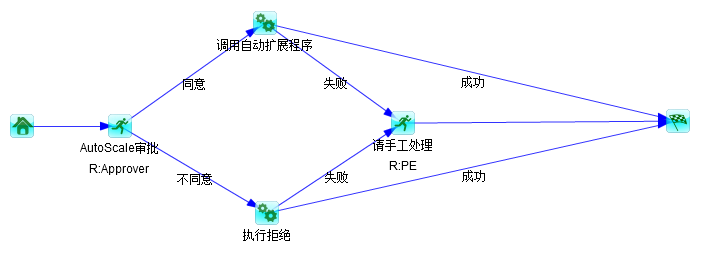 调用自动扩展程序
同意
失败
成功
AutoScale审批
R:Approver
请手工处理
R:PE
不同意
失败
成功
执行拒绝